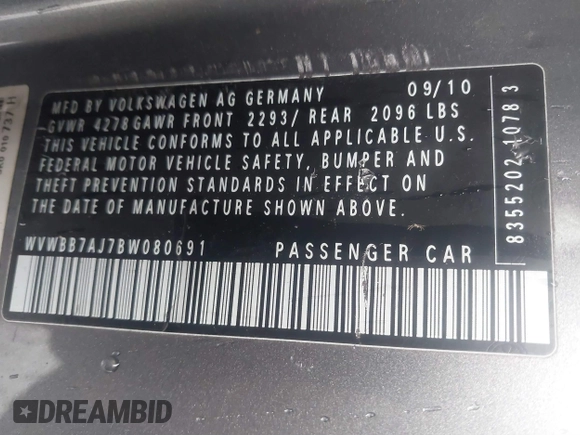 MFD BY VOLKSWAGEN AG GERMANY 09/10
GVWR 4278 GAWR FRONT 2293/ REAR 2096 LBS
THIS VEHICLE CONFORMS TO ALL APPLICABLE U.S.
FEDERAL MOTOR VEHICLE SAFETY, BUMPER AND
THEFT PREVENTION STANDARDS IN EFFECT ON
THE DATE OF MANUFACTURE SHOWN ABOVE.
WVWBB7AJ7BW080691 PASSENGER CAR
8355202 10783
737 H
DREAMBID